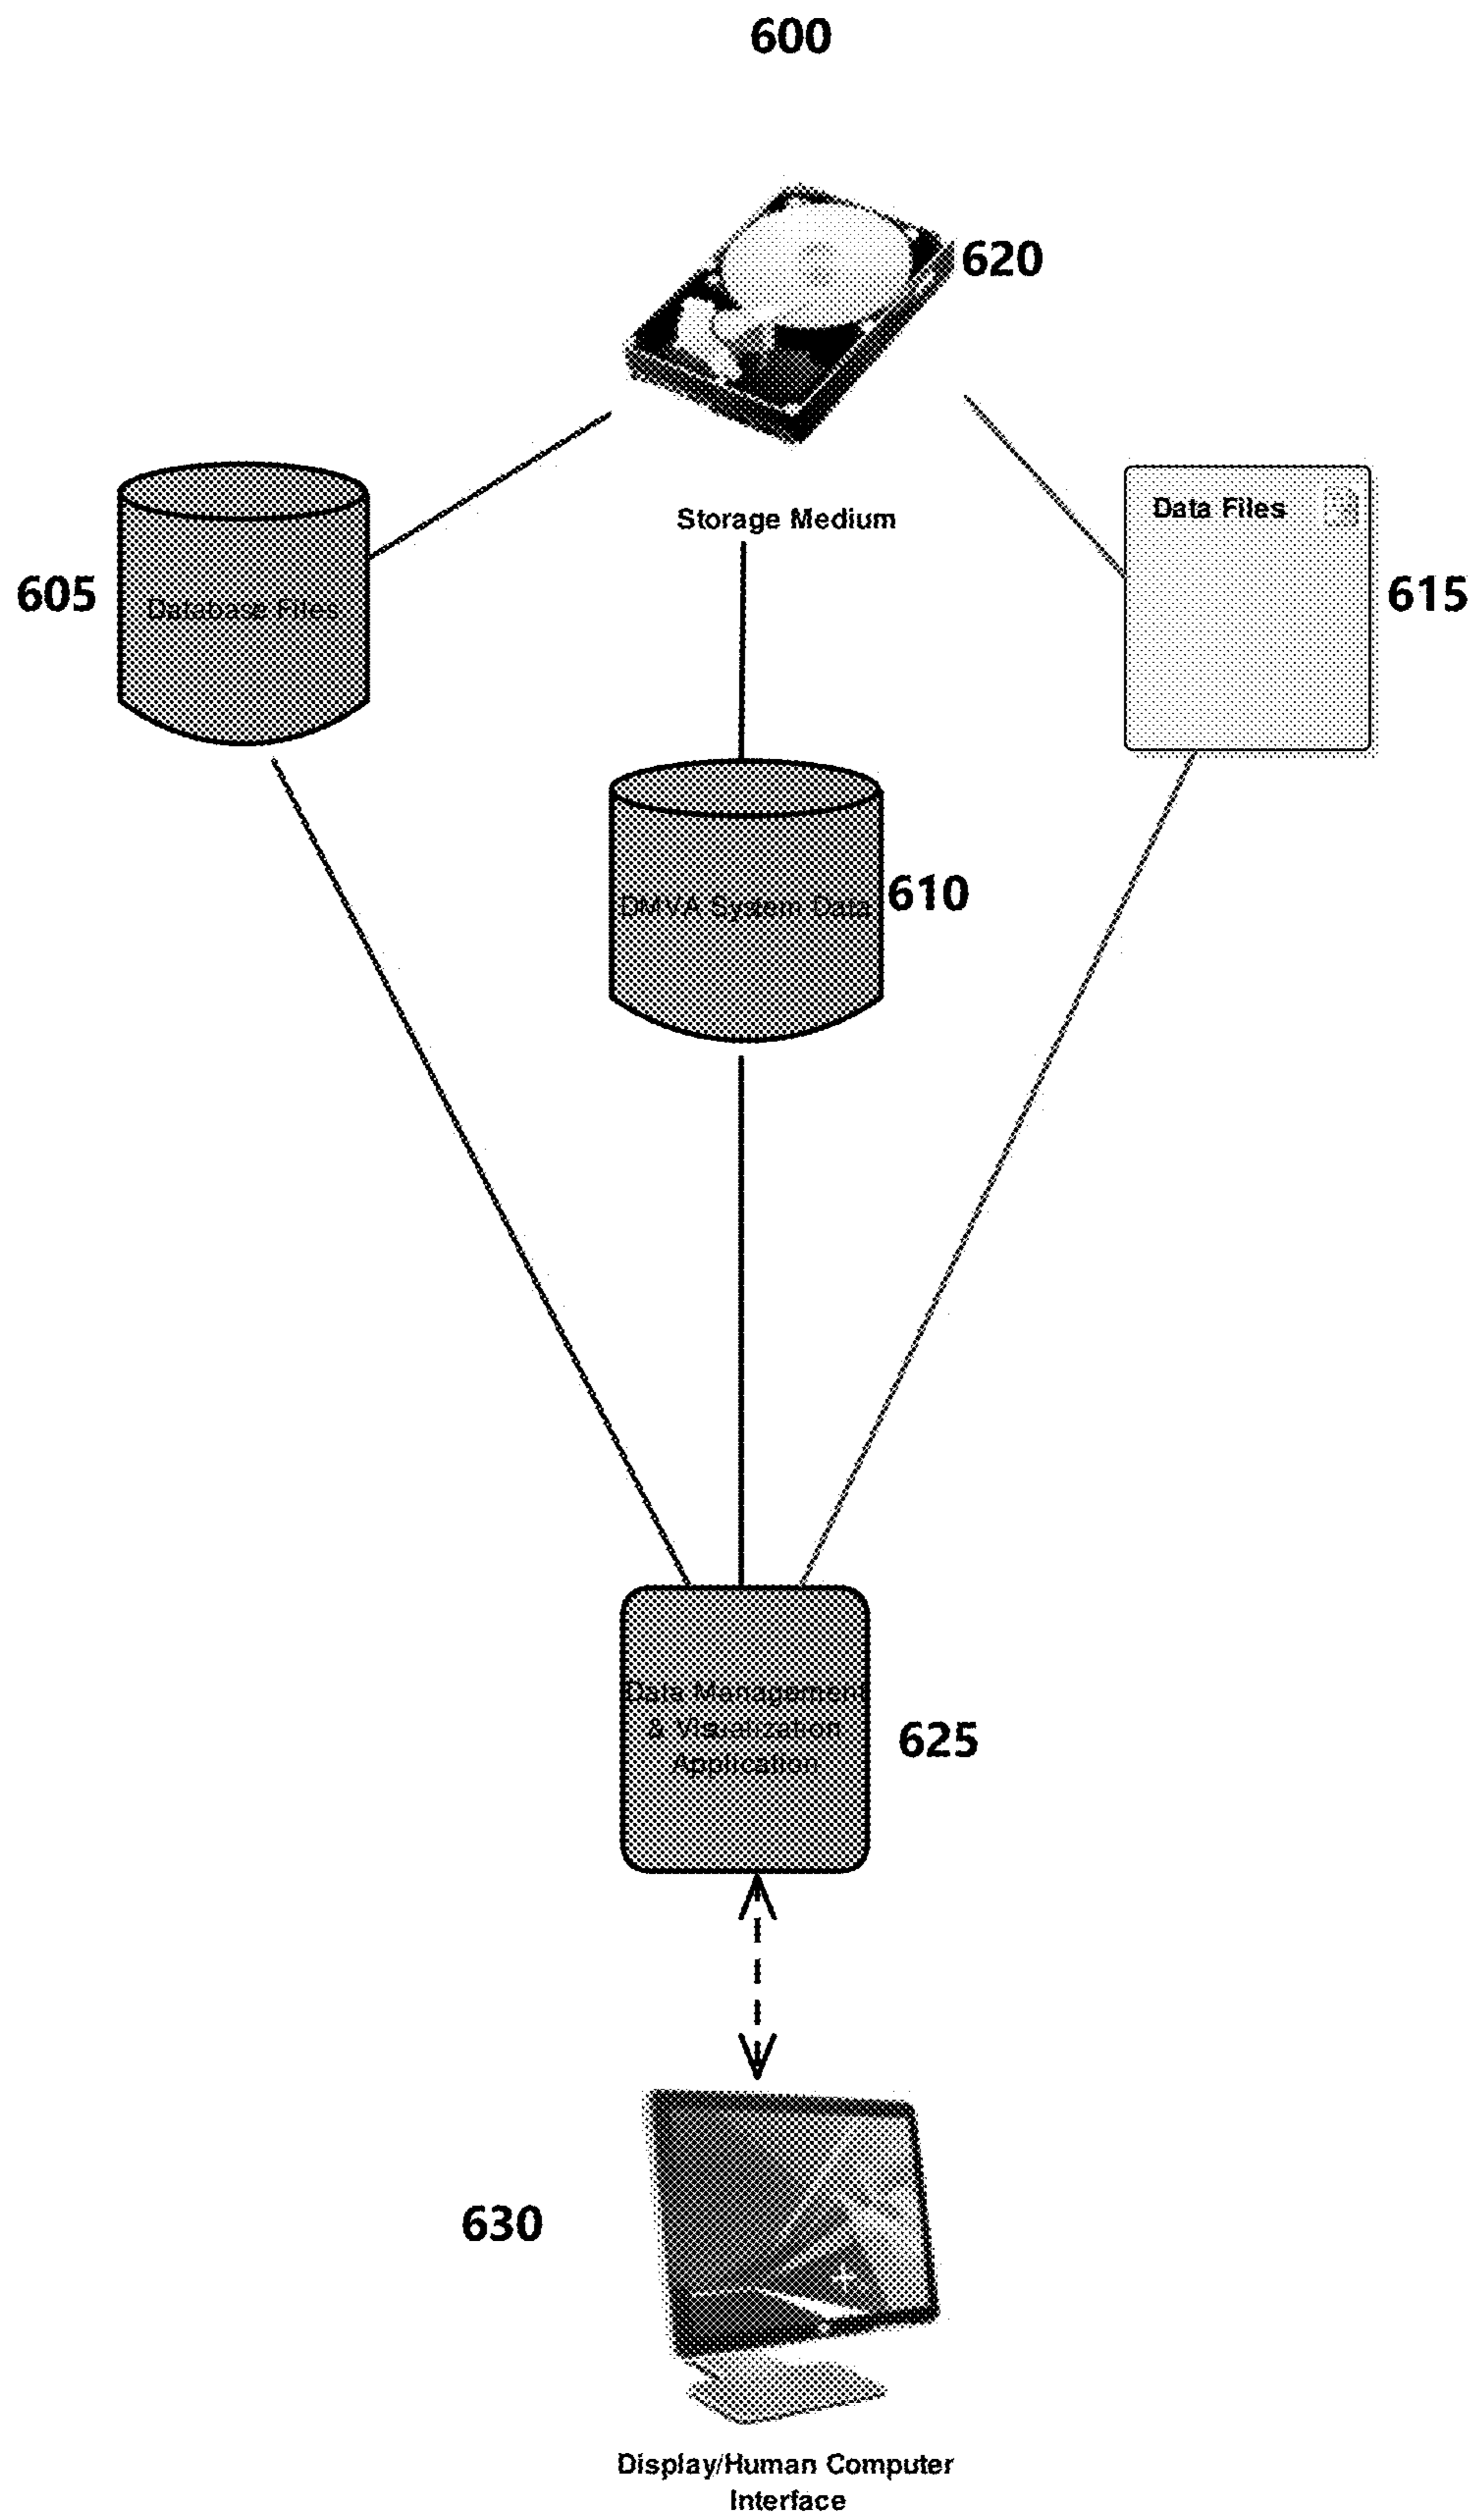 600
620
Storage Medium
Data Files
605
Database Files
615
DMVA System Data
610
Data Management
& Visualization
Application
625
630
Display/Human Computer
Interface